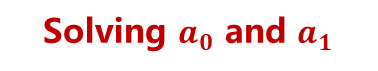 Solving a₀ and a₁